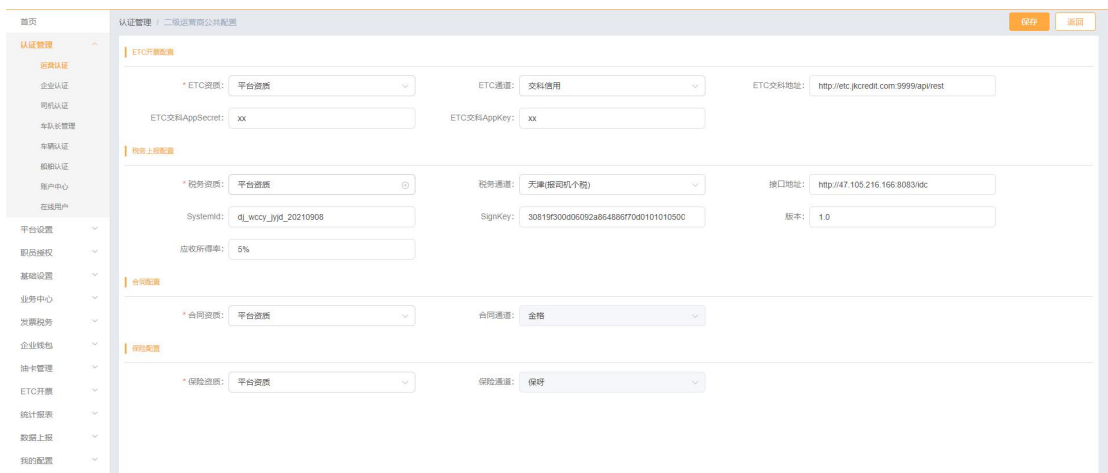 首页
认证管理 / 二级运营商公共配置
保存
返回
认证管理
运营认证
企业认证
司机认证
车队长管理
车辆认证
船舶认证
账户中心
在线用户
平台设置
职员授权
基础设置
业务中心
发票税务
企业钱包
油卡管理
ETC开票
统计报表
数据上报
我的配置
ETC开票配置
* ETC资质: 平台资质
ETC通道: 交科信用
ETC交科地址: http://etc.jkcredit.com:9999/api/rest
ETC交科AppSecret: xx
ETC交科AppKey: xx
税务上报配置
* 税务资质: 平台资质
税务通道: 天津(报司机个税)
接口地址: http://47.105.216.166:8083/idc
SystemId: dj_wccy_jyjd_20210908
SignKey: 30819f300d06092a864886f70d0101010500
版本: 1.0
应收所得率: 5%
合同配置
* 合同资质: 平台资质
合同通道: 金格
保险配置
* 保险资质: 平台资质
保险通道: 保呀